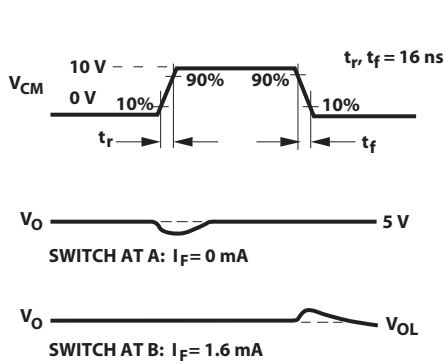 t_r, t_f = 16 ns
10 V
V_CM
90% 90%
0 V 10% 10%
t_r t_f
V_O 5 V
SWITCH AT A: I_F = 0 mA
V_O V_OL
SWITCH AT B: I_F = 1.6 mA